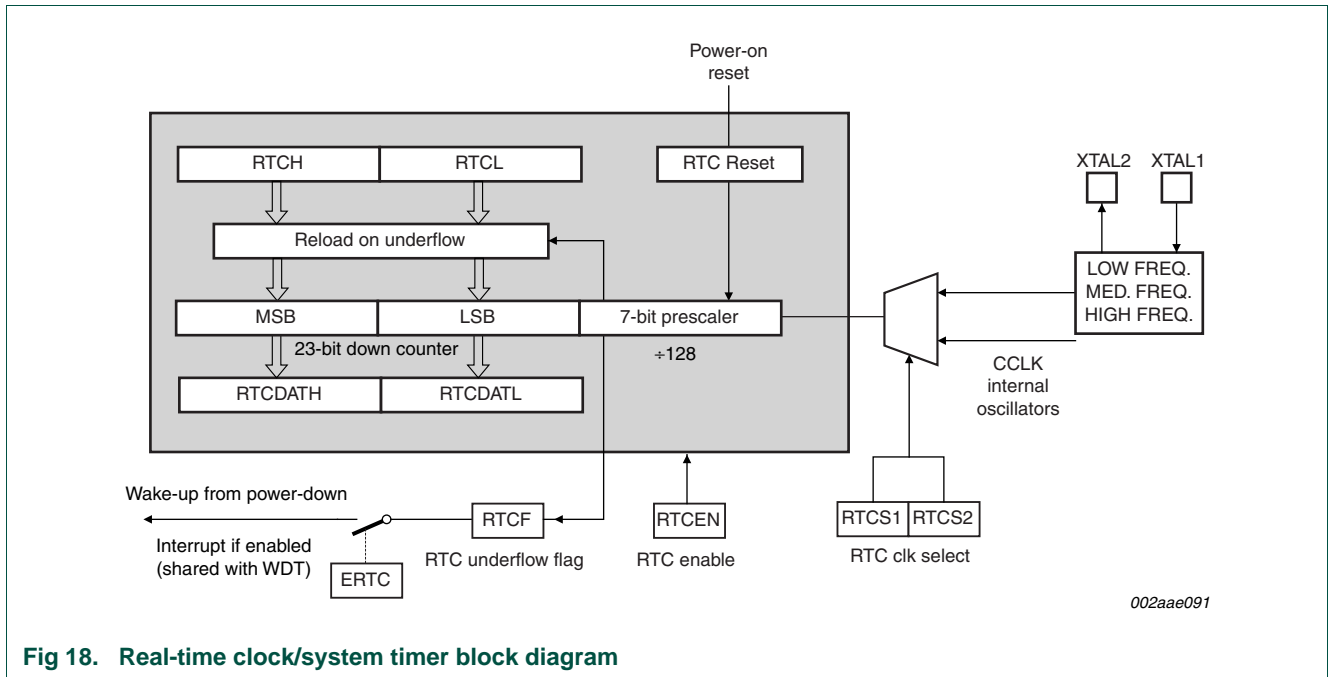 Power-on
reset
RTCH
RTCL
RTC Reset
XTAL2
XTAL1
Reload on underflow
LOW FREQ.
MED. FREQ.
HIGH FREQ.
MSB
LSB
7-bit prescaler
23-bit down counter
÷128
CCLK
internal
oscillators
RTCDATH
RTCDATL
Wake-up from power-down
RTCF
RTCEN
RTCS1
RTCS2
Interrupt if enabled
(shared with WDT)
RTC underflow flag
RTC enable
RTC clk select
ERTC
002aae091
Fig 18. Real-time clock/system timer block diagram